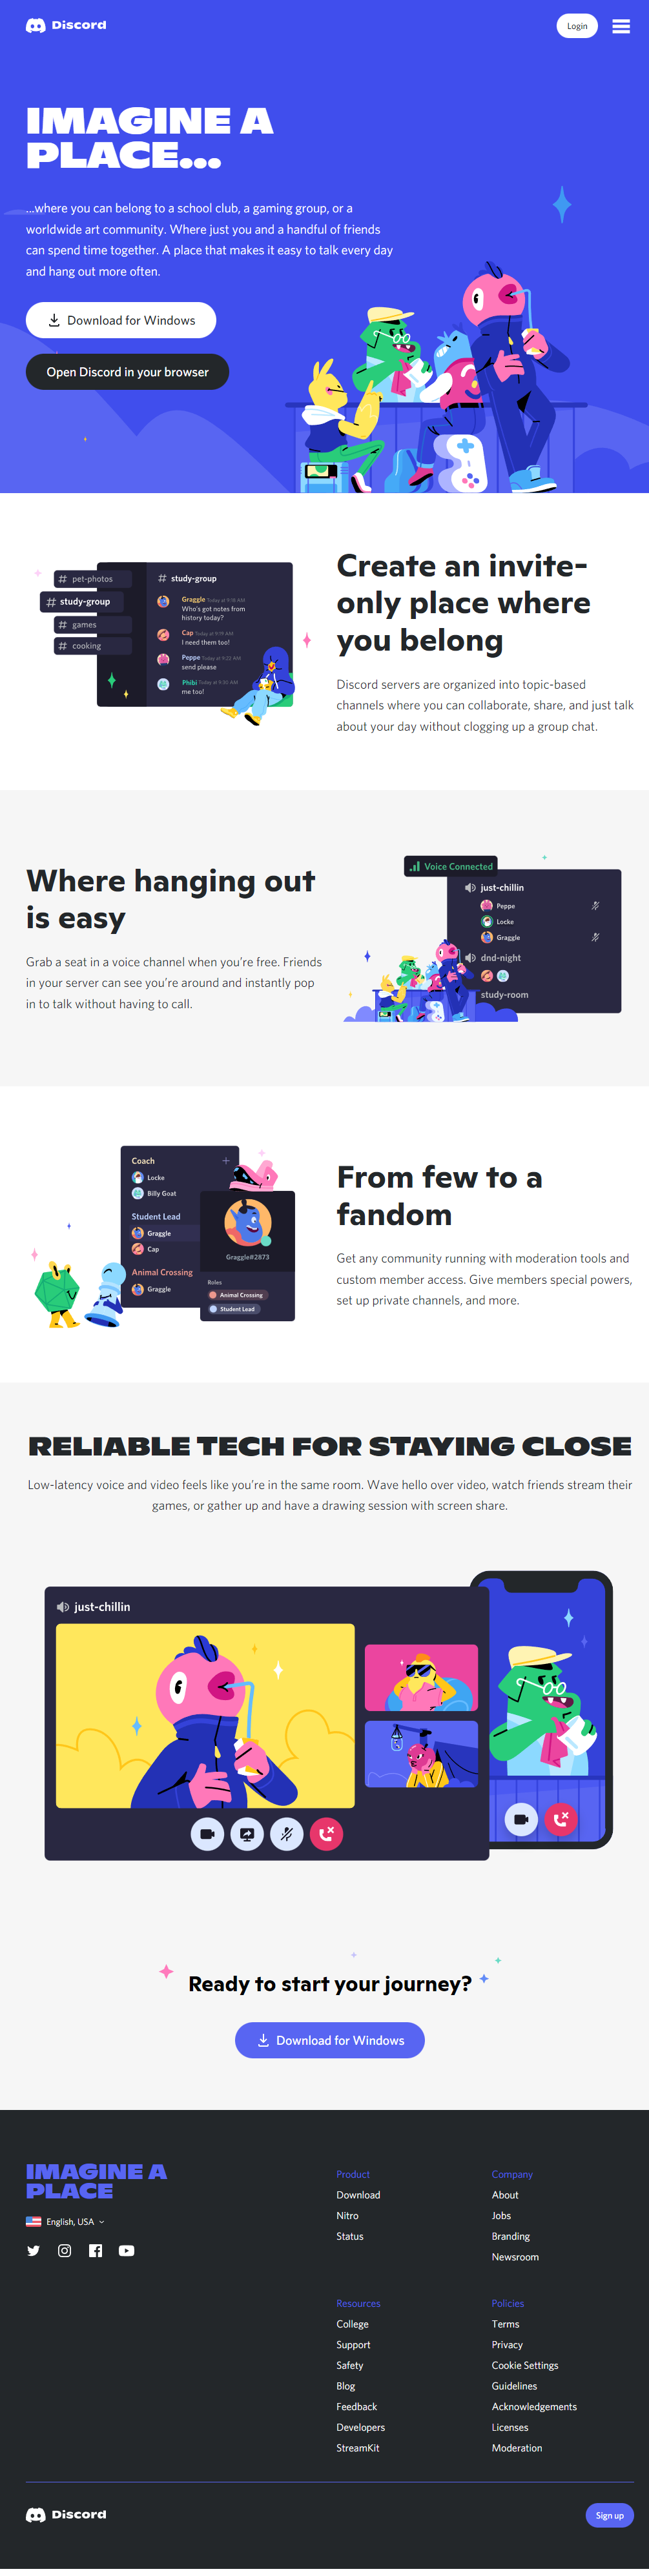 Discord
Login
IMAGINE A
PLACE...
...where you can belong to a school club, a gaming group, or a
worldwide art community. Where just you and a handful of friends
can spend time together. A place that makes it easy to talk every day
and hang out more often.
Download for Windows
Open Discord in your browser
# pet-photos
# study-group
# games
# cooking
# study-group
Graggle Today at 9:18 AM
Who's got notes from
history today?
Cap Today at 9:19 AM
I need them too!
Peppe Today at 9:22 AM
send please
Phibi Today at 9:35 AM
me too!
Create an invite-
only place where
you belong
Discord servers are organized into topic-based
channels where you can collaborate, share, and just talk
about your day without clogging up a group chat.
Where hanging out
is easy
Grab a seat in a voice channel when you're free. Friends
in your server can see you're around and instantly pop
in to talk without having to call.
Voice Connected
just-chillin
Peppe
Locke
Graggle
dnd-night
study-room
Coach
Locke
Billy Goat
Student Lead
Graggle
Cap
Animal Crossing
Graggle
Graggle#2873
Roles
Animal Crossing
Student Lead
From few to a
fandom
Get any community running with moderation tools and
custom member access. Give members special powers,
set up private channels, and more.
RELIABLE TECH FOR STAYING CLOSE
Low-latency voice and video feels like you're in the same room. Wave hello over video, watch friends stream their
games, or gather up and have a drawing session with screen share.
just-chillin
Ready to start your journey?
Download for Windows
IMAGINE A
PLACE
English, USA
Product
Download
Nitro
Status
Company
About
Jobs
Branding
Newsroom
Resources
College
Support
Safety
Blog
Feedback
Developers
StreamKit
Policies
Terms
Privacy
Cookie Settings
Guidelines
Acknowledgements
Licenses
Moderation
Discord
Sign up